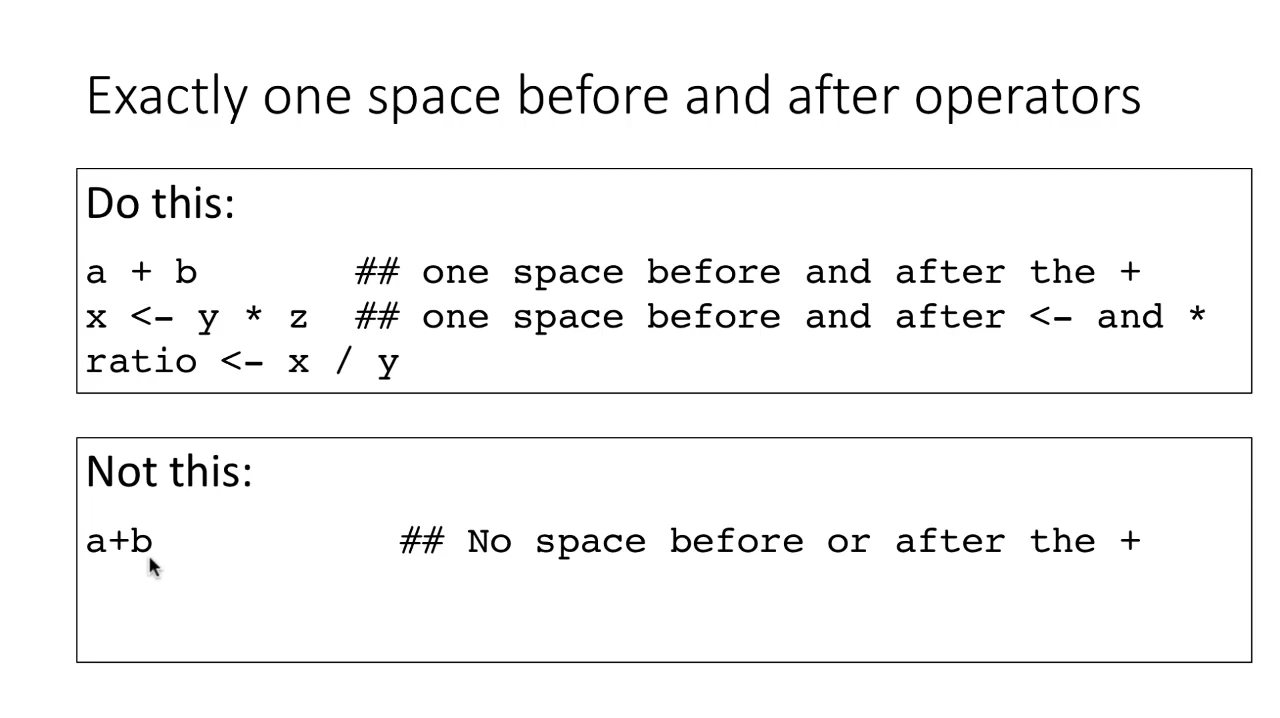 Exactly one space before and after operators
Do this:
a + b       ## one space before and after the +
x <- y * z  ## one space before and after <- and *
ratio <- x / y
Not this:
a+b           ## No space before or after the +